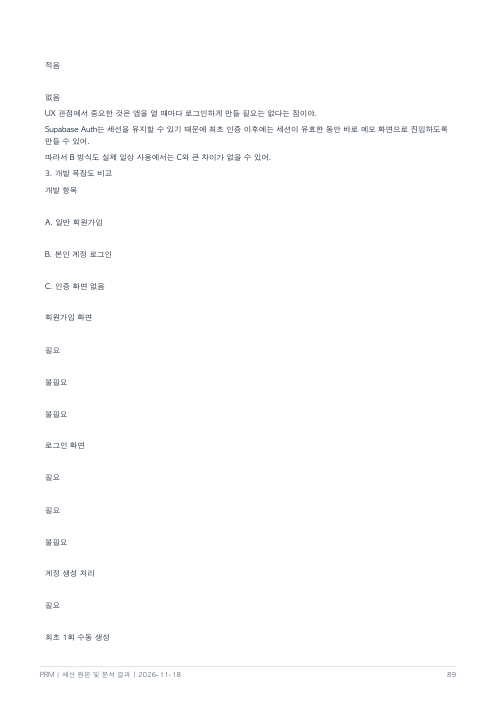 적음
없음
UX 관점에서 중요한 것은 앱을 열 때마다 로그인하게 만들 필요는 없다는 점이야.
Supabase Auth는 세션을 유지할 수 있기 때문에 최초 인증 이후에는 세션이 유효한 동안 바로 메모 화면으로 진입하도록
만들 수 있어.
따라서 B 방식도 실제 일상 사용에서는 C와 큰 차이가 없을 수 있어.
3. 개발 복잡도 비교
개발 항목
A. 일반 회원가입
B. 본인 계정 로그인
C. 인증 화면 없음
회원가입 화면
필요
불필요
불필요
로그인 화면
필요
필요
불필요
계정 생성 처리
필요
최초 1회 수동 생성
PRM | 세션 원본 및 분석 결과 | 2026-11-18
89